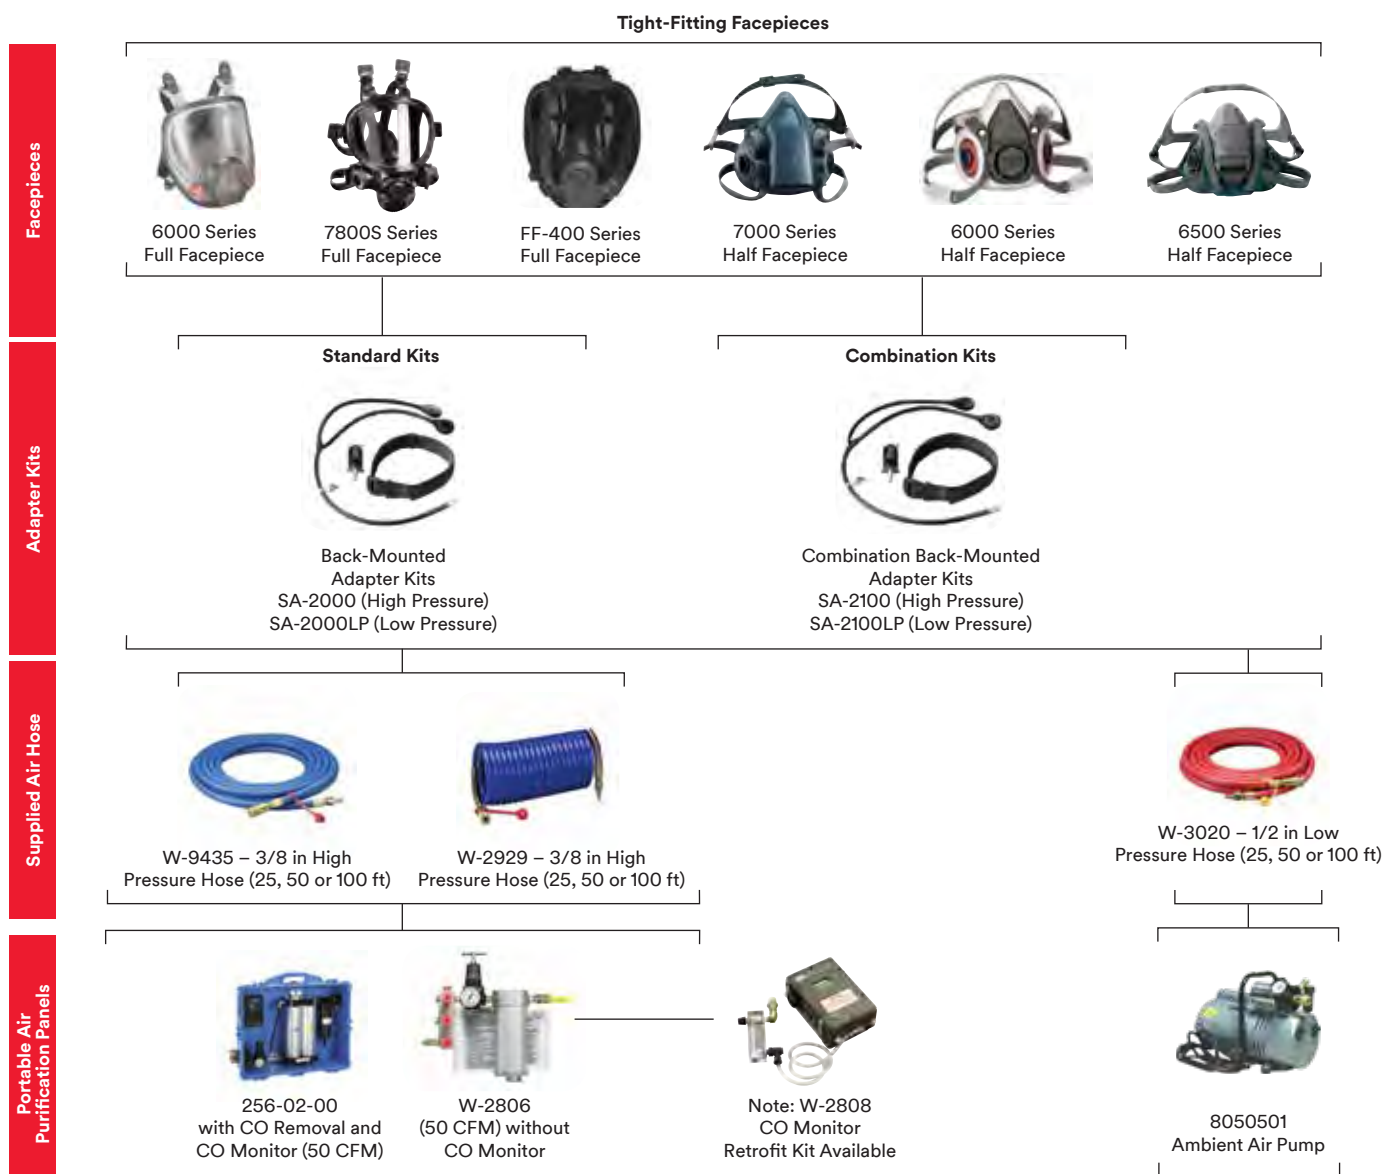 Tight-Fitting Facepieces
Facepieces
6000 Series
Full Facepiece
7800S Series
Full Facepiece
FF-400 Series
Full Facepiece
7000 Series
Half Facepiece
6000 Series
Half Facepiece
6500 Series
Half Facepiece
Adapter Kits
Standard Kits
Back-Mounted
Adapter Kits
SA-2000 (High Pressure)
SA-2000LP (Low Pressure)
Combination Kits
Combination Back-Mounted
Adapter Kits
SA-2100 (High Pressure)
SA-2100LP (Low Pressure)
Supplied Air Hose
W-9435 – 3/8 in High
Pressure Hose (25, 50 or 100 ft)
W-2929 – 3/8 in High
Pressure Hose (25, 50 or 100 ft)
W-3020 – 1/2 in Low
Pressure Hose (25, 50 or 100 ft)
Portable Air
Purification Panels
256-02-00
with CO Removal and
CO Monitor (50 CFM)
W-2806
(50 CFM) without
CO Monitor
Note: W-2808
CO Monitor
Retrofit Kit Available
8050501
Ambient Air Pump